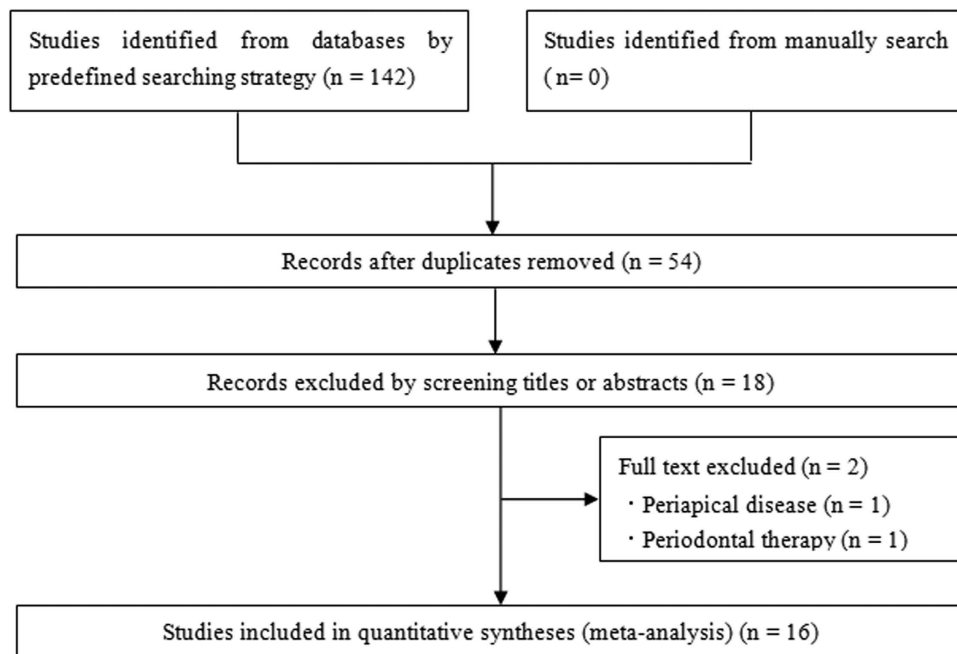 Studies identified from databases by
predefined searching strategy (n = 142)
Studies identified from manually search
( n= 0)
Records after duplicates removed (n = 54)
Records excluded by screening titles or abstracts (n = 18)
Full text excluded (n = 2)
・Periapical disease (n = 1)
・Periodontal therapy (n = 1)
Studies included in quantitative syntheses (meta-analysis) (n = 16)